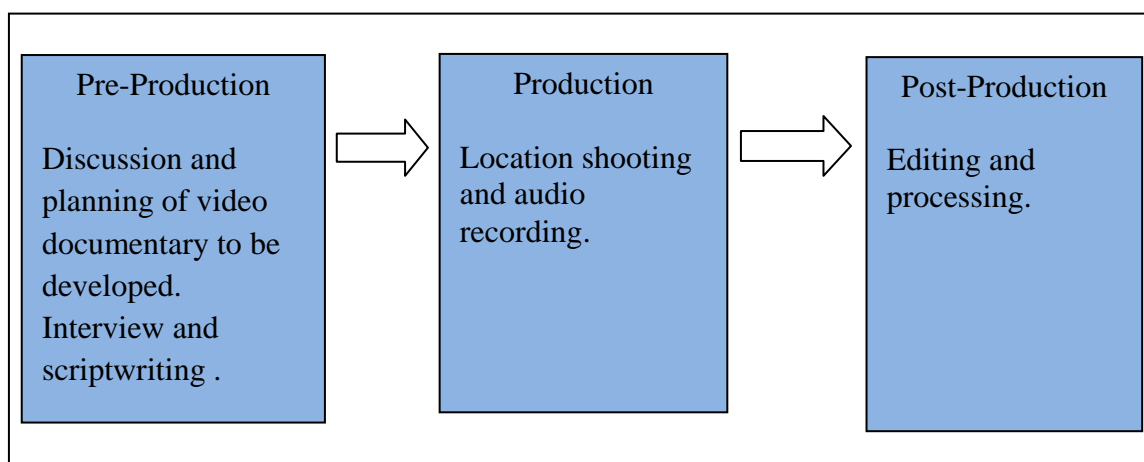 Pre-Production
Discussion and
planning of video
documentary to be
developed.
Interview and
scriptwriting .
Production
Location shooting
and audio
recording.
Post-Production
Editing and
processing.